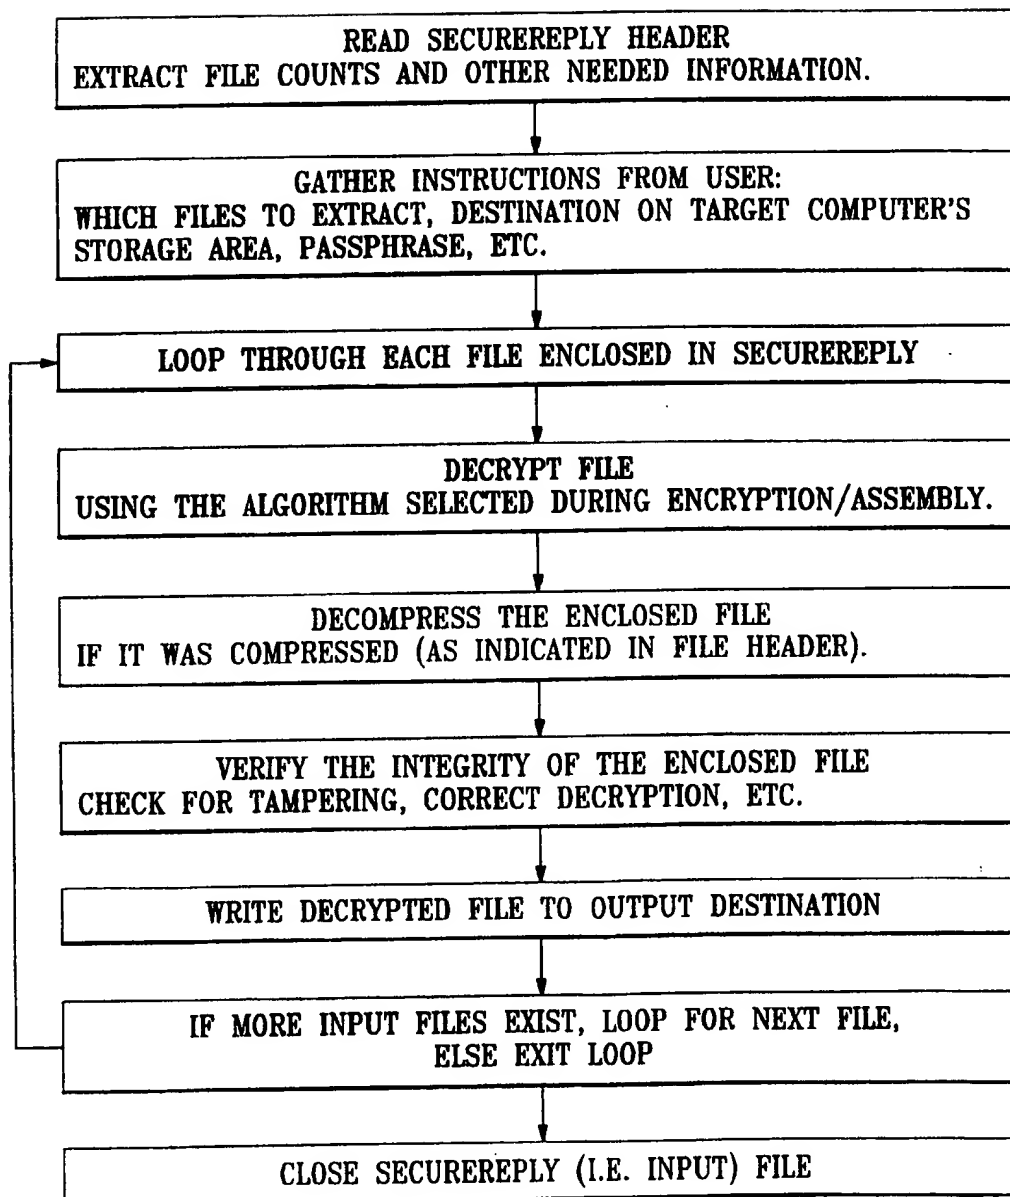 READ SECUREREPLY HEADER
EXTRACT FILE COUNTS AND OTHER NEEDED INFORMATION.
GATHER INSTRUCTIONS FROM USER:
WHICH FILES TO EXTRACT, DESTINATION ON TARGET COMPUTER'S
STORAGE AREA, PASSPHRASE, ETC.
LOOP THROUGH EACH FILE ENCLOSED IN SECUREREPLY
DECRYPT FILE
USING THE ALGORITHM SELECTED DURING ENCRYPTION/ASSEMBLY.
DECOMPRESS THE ENCLOSED FILE
IF IT WAS COMPRESSED (AS INDICATED IN FILE HEADER).
VERIFY THE INTEGRITY OF THE ENCLOSED FILE
CHECK FOR TAMPERING, CORRECT DECRYPTION, ETC.
WRITE DECRYPTED FILE TO OUTPUT DESTINATION
IF MORE INPUT FILES EXIST, LOOP FOR NEXT FILE,
ELSE EXIT LOOP
CLOSE SECUREREPLY (I.E. INPUT) FILE